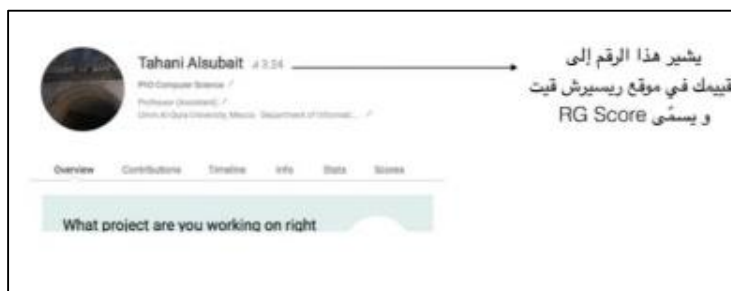 Tahani Alsubait 3.24
PhD Computer Science
Professor (Assistant)
Umm Al-Qura University, Mecca · Department of Informat...
Overview Contributions Timeline Info Stats Scores
What project are you working on right
يشير هذا الرقم إلى
قييمك في موقع ريسيرش قيت
و يسمّى RG Score